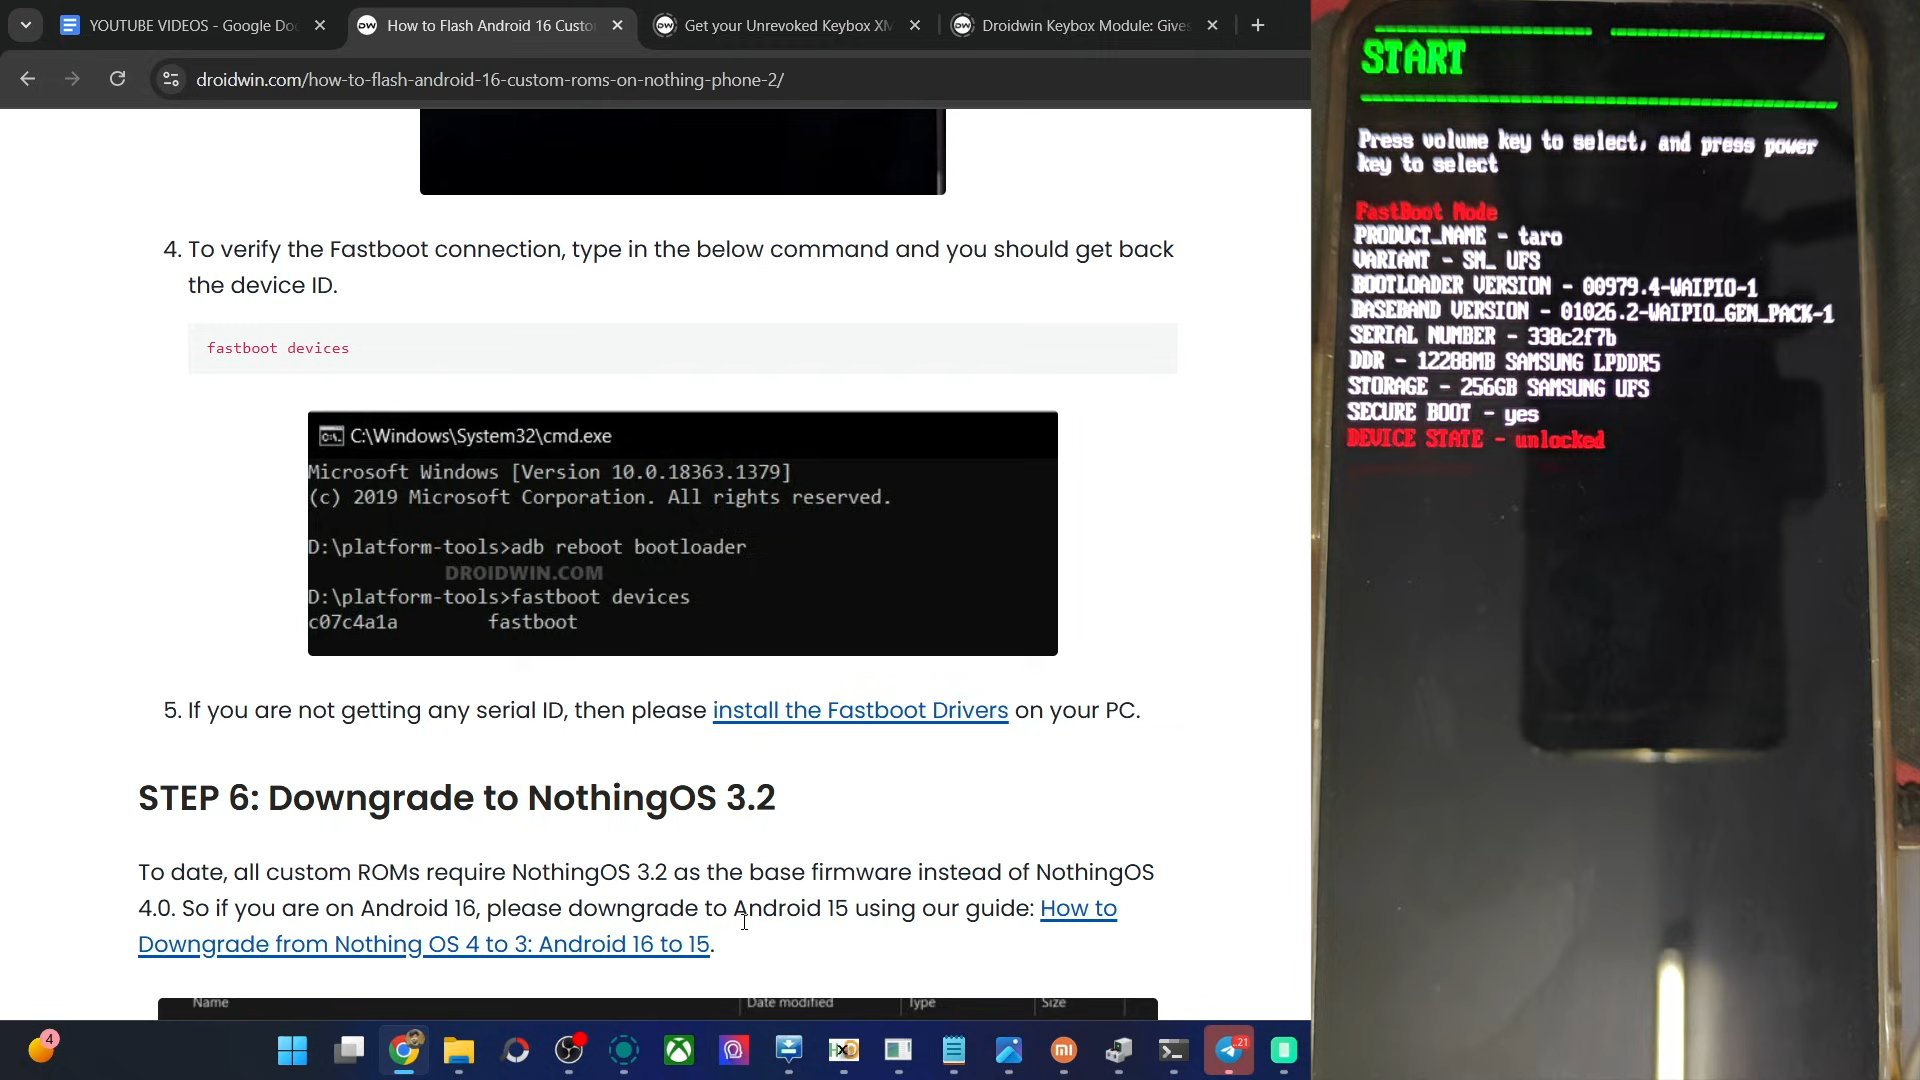 YOUTUBE VIDEOS - Google Do
How to Flash Android 16 Custo
Get your Unrevoked Keybox XM
Droidwin Keybox Module: Gives
droidwin.com/how-to-flash-android-16-custom-roms-on-nothing-phone-2/
4. To verify the Fastboot connection, type in the below command and you should get back
the device ID.
fastboot devices
C:\Windows\System32\cmd.exe
Microsoft Windows [Version 10.0.18363.1379]
(c) 2019 Microsoft Corporation. All rights reserved.
D:\platform-tools>adb reboot bootloader
DROIDWIN.COM
D:\platform-tools>fastboot devices
c07c4a1a fastboot
5. If you are not getting any serial ID, then please install the Fastboot Drivers on your PC.
STEP 6: Downgrade to NothingOS 3.2
To date, all custom ROMs require NothingOS 3.2 as the base firmware instead of NothingOS
4.0. So if you are on Android 16, please downgrade to Android 15 using our guide: How to
Downgrade from Nothing OS 4 to 3: Android 16 to 15.
Name Date modified Type Size
4
21
START
Press volume key to select, and press power
key to select
FastBoot Mode
PRODUCT_NAME - taro
VARIANT - SM_ UFS
BOOTLOADER VERSION - 00979.4-WAIPIO-1
BASEBAND VERSION - 01026.2-WAIPIO_GEN_PACK-1
SERIAL NUMBER - 338c2f7b
DDR - 12288MB SAMSUNG LPDDR5
STORAGE - 256GB SAMSUNG UFS
SECURE BOOT - yes
DEVICE STATE - unlocked